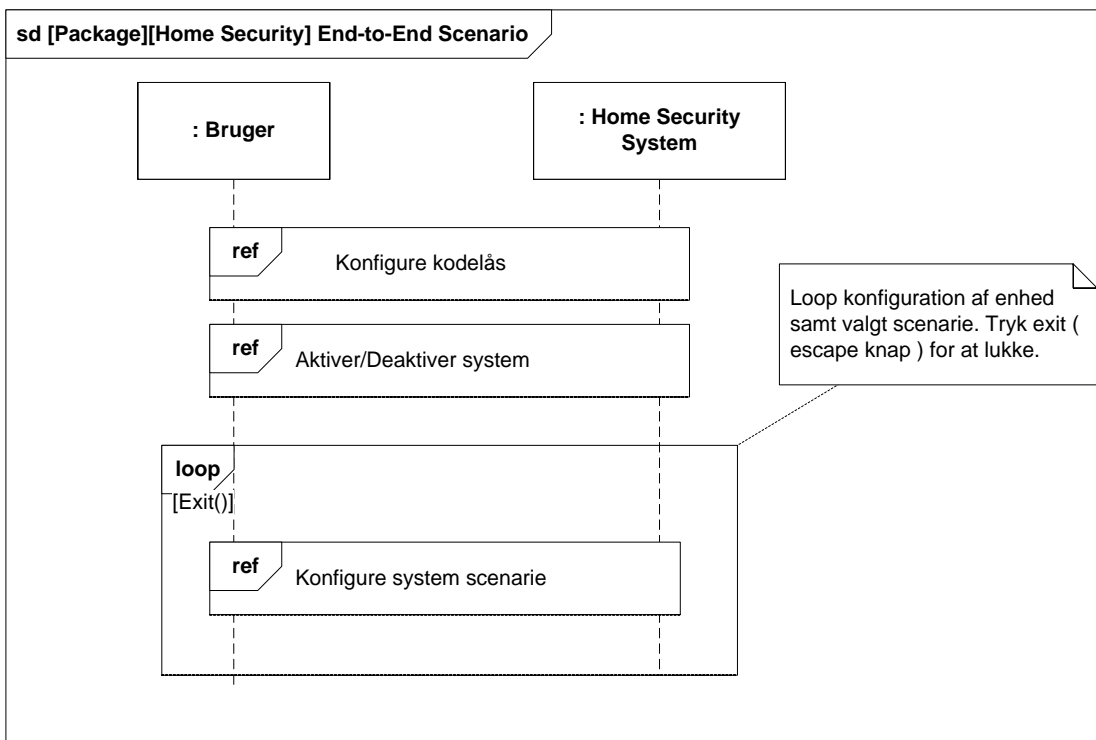 sd [Package][Home Security] End-to-End Scenario
: Bruger
: Home Security
System
ref
Konfigure kodelås
ref
Aktiver/Deaktiver system
Loop konfiguration af enhed
samt valgt scenarie. Tryk exit (
escape knap ) for at lukke.
loop
[Exit()]
ref
Konfigure system scenarie